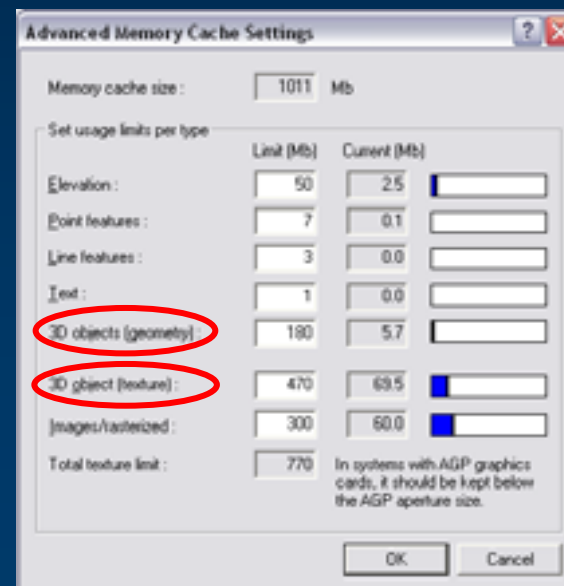 Advanced Memory Cache Settings
Memory cache size : 1011 Mb
Set usage limits per type
Limit (Mb) Current (Mb)
Elevation : 50 2.5
Point features : 7 0.1
Line features : 3 0.0
Text : 1 0.0
3D objects (geometry) : 180 5.7
3D object (texture) : 470 69.5
Images/rasterized : 300 60.0
Total texture limit : 770 In systems with AGP graphics
cards, it should be kept below
the AGP aperture size.
OK Cancel